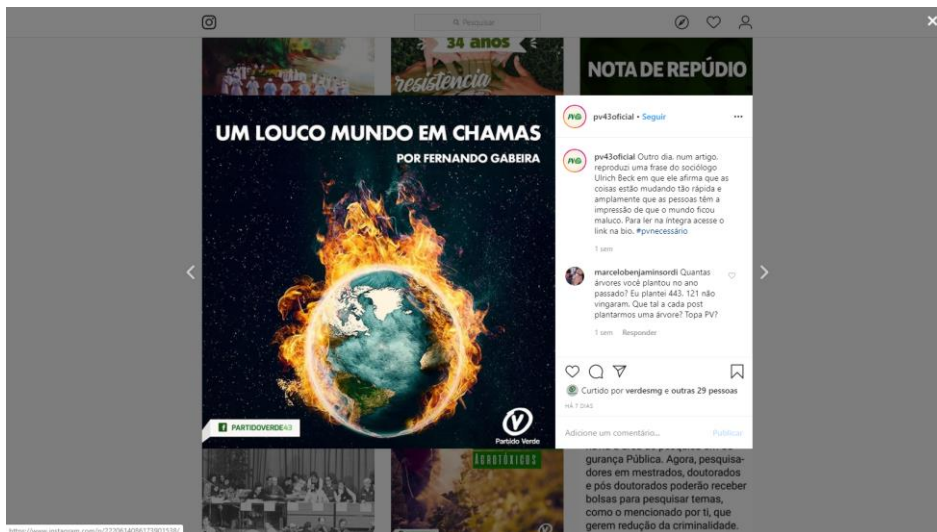 Pesquisar
34 anos
resistência
NOTA DE REPÚDIO
UM LOUCO MUNDO EM CHAMAS
POR FERNANDO GABEIRA
PARTIDOVERDE43
Partido Verde
pv43oficial • Seguir
pv43oficial Outro dia, num artigo,
reproduzi uma frase do sociólogo
Ulrich Beck em que ele afirma que as
coisas estão mudando tão rápida e
amplamente que as pessoas têm a
impressão de que o mundo ficou
maluco. Para ler na íntegra acesse o
link na bio. #pvnecessário
1 sem
marcelobenjaminsordi Quantas
árvores você plantou no ano
passado? Eu plantei 443. 121 não
vingaram. Que tal a cada post
plantarmos uma árvore? Topa PV?
1 sem Responder
Curtido por verdesmg e outras 29 pessoas
HÁ 7 DIAS
Adicione um comentário... Publicar
AGROTÓXICOS
gurança Pública. Agora, pesquisa-
dores em mestrados, doutorados
e pós doutorados poderão receber
bolsas para pesquisar temas,
como o mencionado por ti, que
gerem redução da criminalidade.